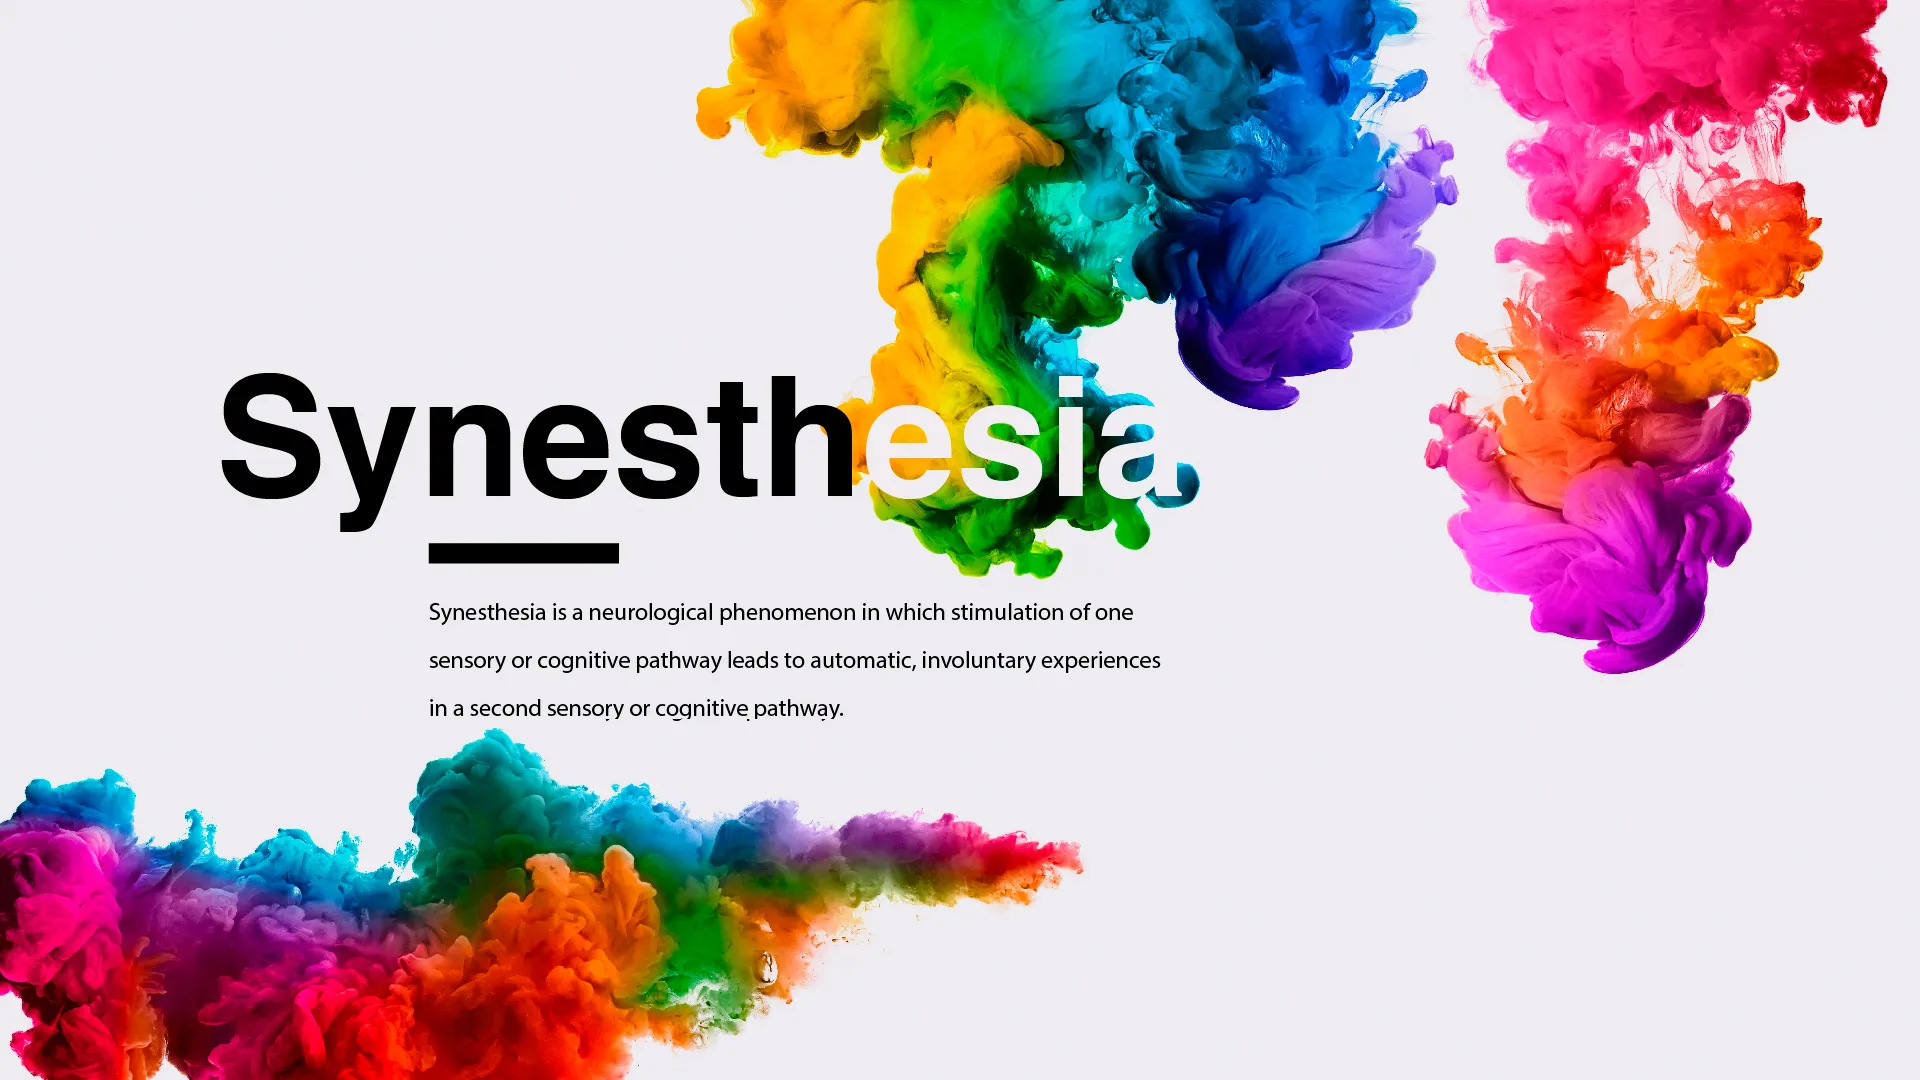 Synesthesia
Synesthesia is a neurological phenomenon in which stimulation of one
sensory or cognitive pathway leads to automatic, involuntary experiences
in a second sensory or cognitive pathway.